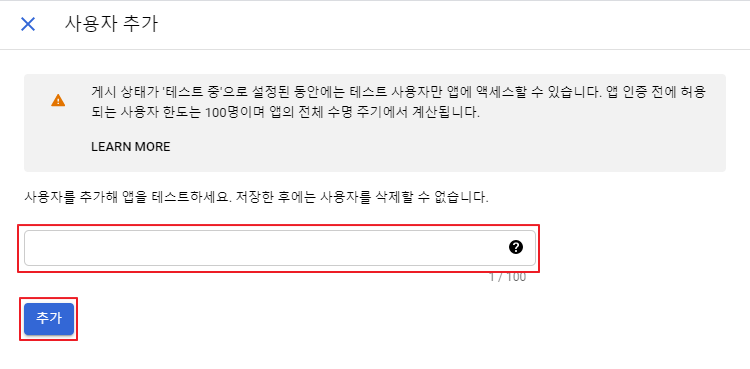 사용자 추가
게시 상태가 '테스트 중'으로 설정된 동안에는 테스트 사용자만 앱에 액세스할 수 있습니다. 앱 인증 전에 허용
되는 사용자 한도는 100명이며 앱의 전체 수명 주기에서 계산됩니다.
LEARN MORE
사용자를 추가해 앱을 테스트하세요. 저장한 후에는 사용자를 삭제할 수 없습니다.
1 / 100
추가